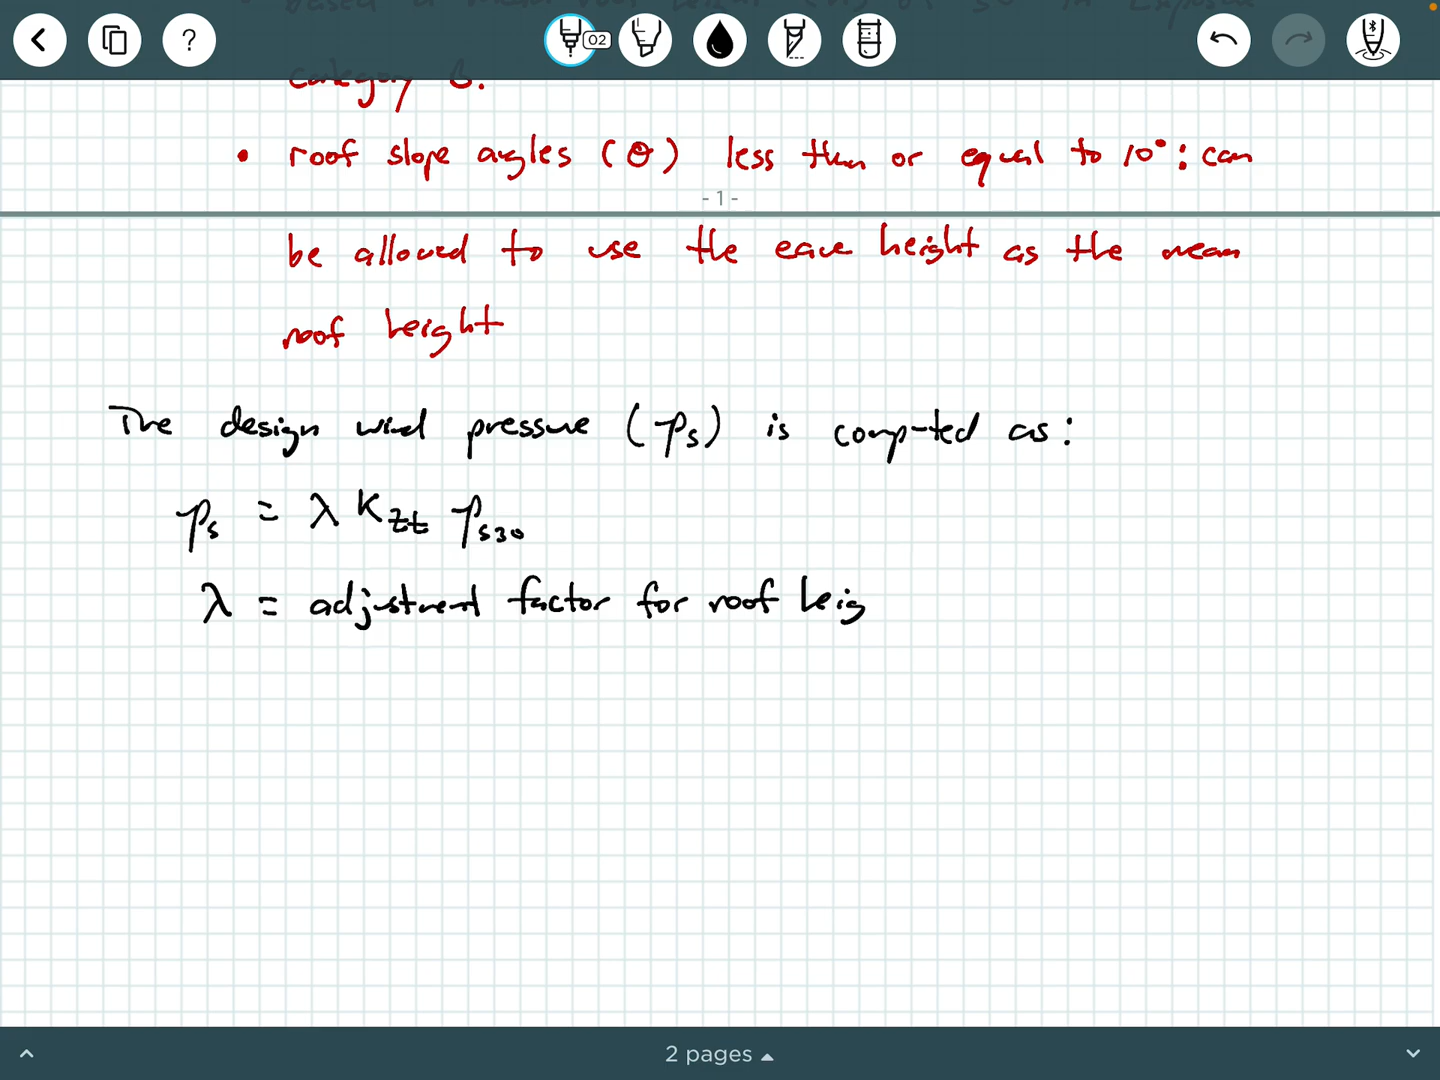 ?
02
category B.
• roof slope angles (θ) less than or equal to 10°: can
- 1 -
be allowed to use the eave height as the mean
roof height
The design wind pressure (ps) is computed as:
ps = λ Kzt ps30
λ = adjustment factor for roof heig
2 pages